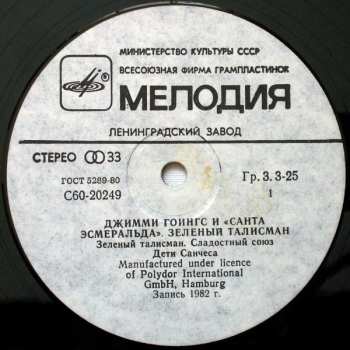 МИНИСТЕРСТВО КУЛЬТУРЫ СССР
ВСЕСОЮЗНАЯ ФИРМА ГРАМПЛАСТИНОК
МЕЛОДИЯ
ЛЕНИНГРАДСКИЙ ЗАВОД
СТЕРЕО 33
ГОСТ 5289-80
С60-20249
Гр. 3. 3-25
1
ДЖИММИ ГОИНГС И «САНТА
ЭСМЕРАЛЬДА». ЗЕЛЕНЫЙ ТАЛИСМАН
Зеленый талисман. Сладостный союз
Дети Санчеса
Manufactured under licence
of Polydor International
GmbH, Hamburg
Запись 1982 г.